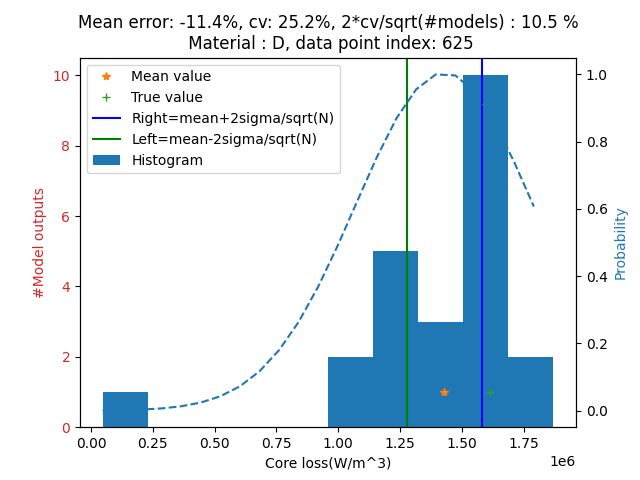 Mean error: -11.4%, cv: 25.2%, 2*cv/sqrt(#models) : 10.5 %
Material : D, data point index: 625
Mean value
True value
Right=mean+2sigma/sqrt(N)
Left=mean-2sigma/sqrt(N)
Histogram
#Model outputs
10
8
6
4
2
0
1.0
0.8
0.6
0.4
0.2
0.0
Probability
0.00 0.25 0.50 0.75 1.00 1.25 1.50 1.75
1e6
Core loss(W/m^3)